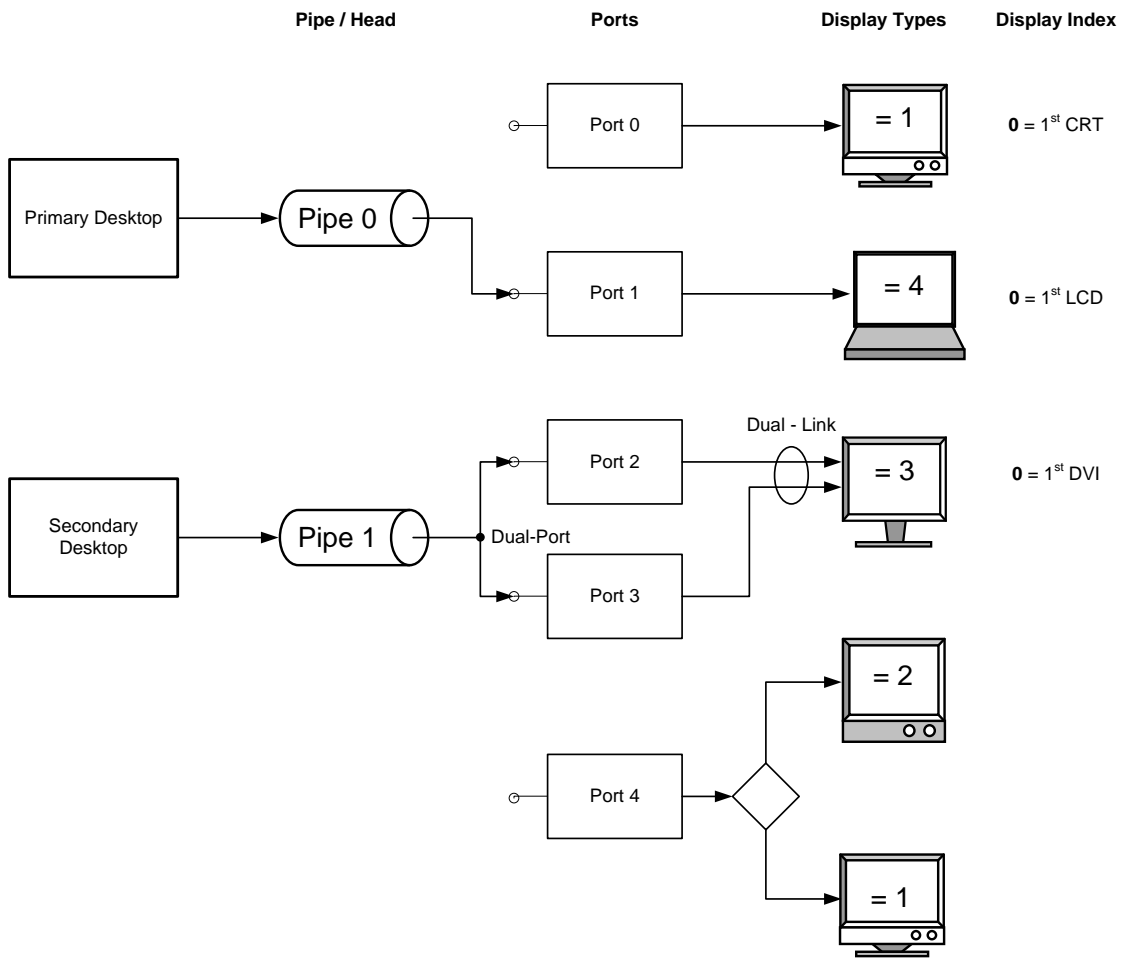 Pipe / Head
Ports
Display Types
Display Index
Port 0
= 1
0 = 1st CRT
Primary Desktop
Pipe 0
Port 1
= 4
0 = 1st LCD
Dual - Link
Port 2
= 3
0 = 1st DVI
Secondary
Desktop
Pipe 1
Dual-Port
Port 3
= 2
Port 4
= 1